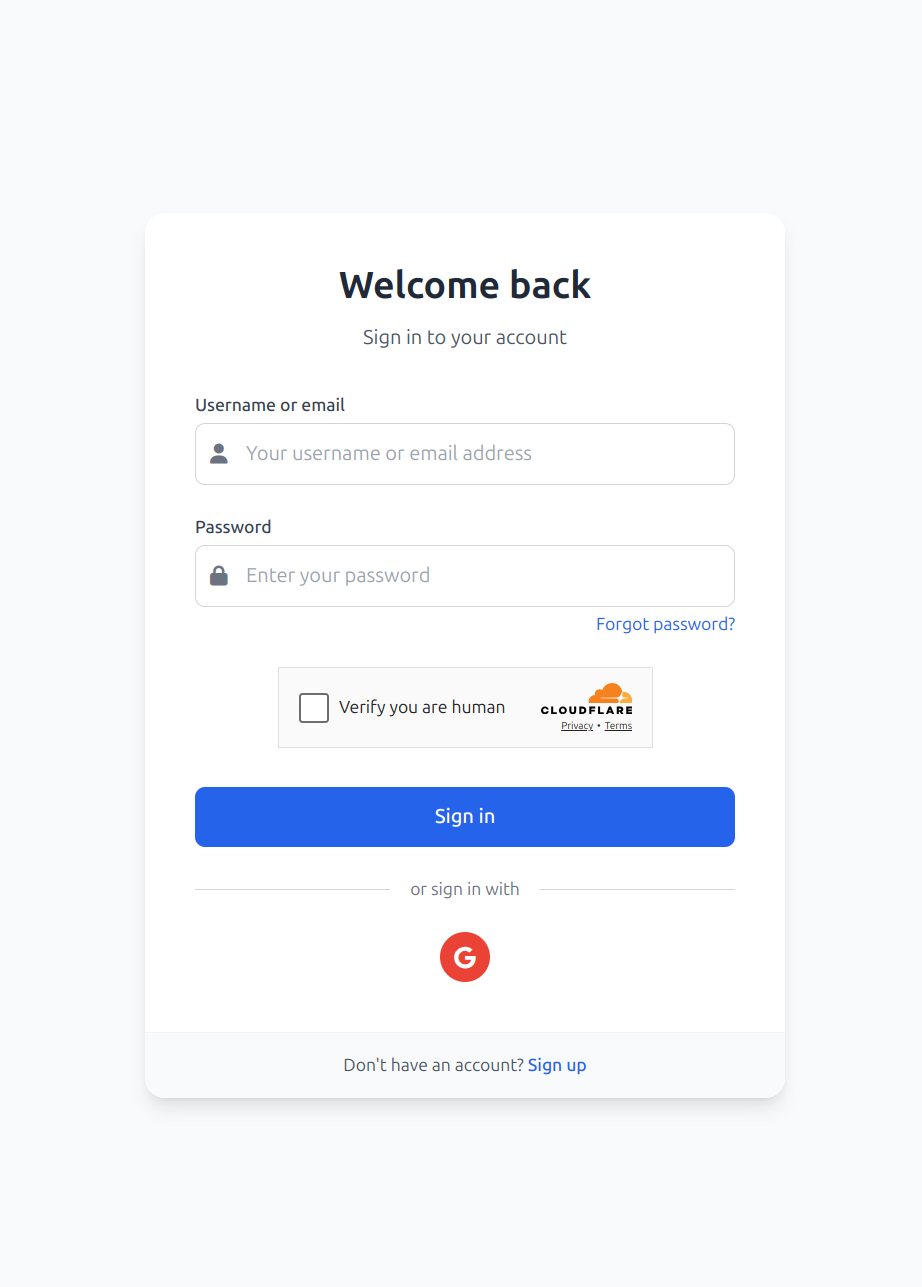 Welcome back
Sign in to your account
Username or email
Your username or email address
Password
Enter your password
Forgot password?
Verify you are human
CLOUDFLARE
Privacy • Terms
Sign in
or sign in with
G
Don't have an account? Sign up